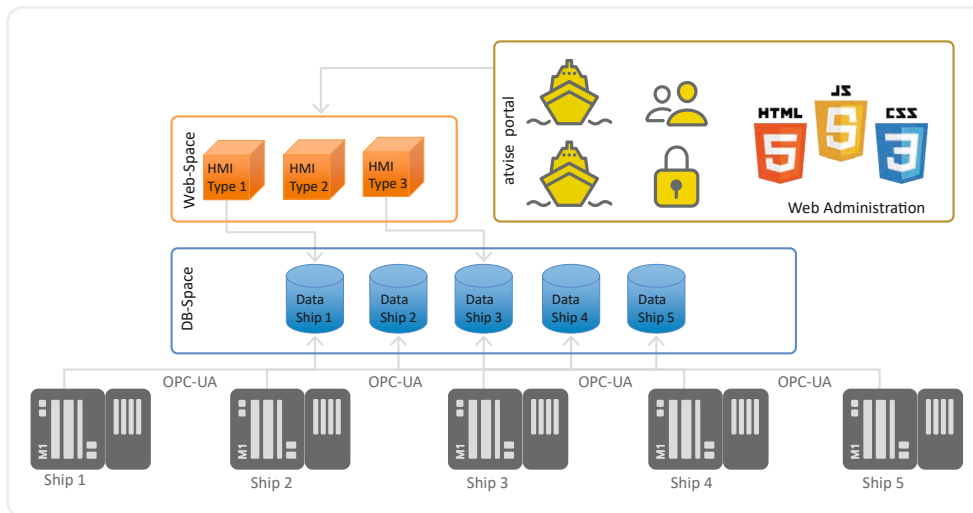 atvise portal
HTML
5
JS
5
CSS
3
Web Administration
Web-Space
HMI
Type 1
HMI
Type 2
HMI
Type 3
DB-Space
Data
Ship 1
Data
Ship 2
Data
Ship 3
Data
Ship 4
Data
Ship 5
OPC-UA
OPC-UA
OPC-UA
OPC-UA
M1
M1
M1
M1
M1
Ship 1
Ship 2
Ship 3
Ship 4
Ship 5